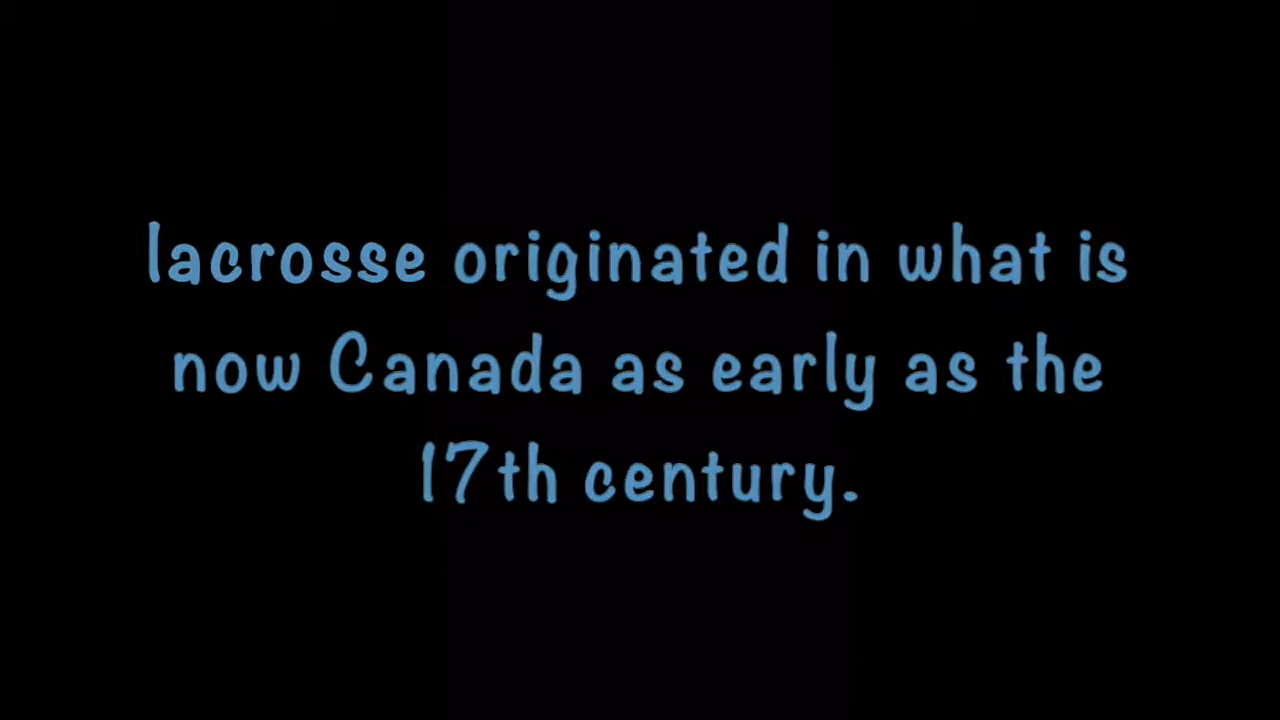 lacrosse originated in what is
now Canada as early as the
17th century.